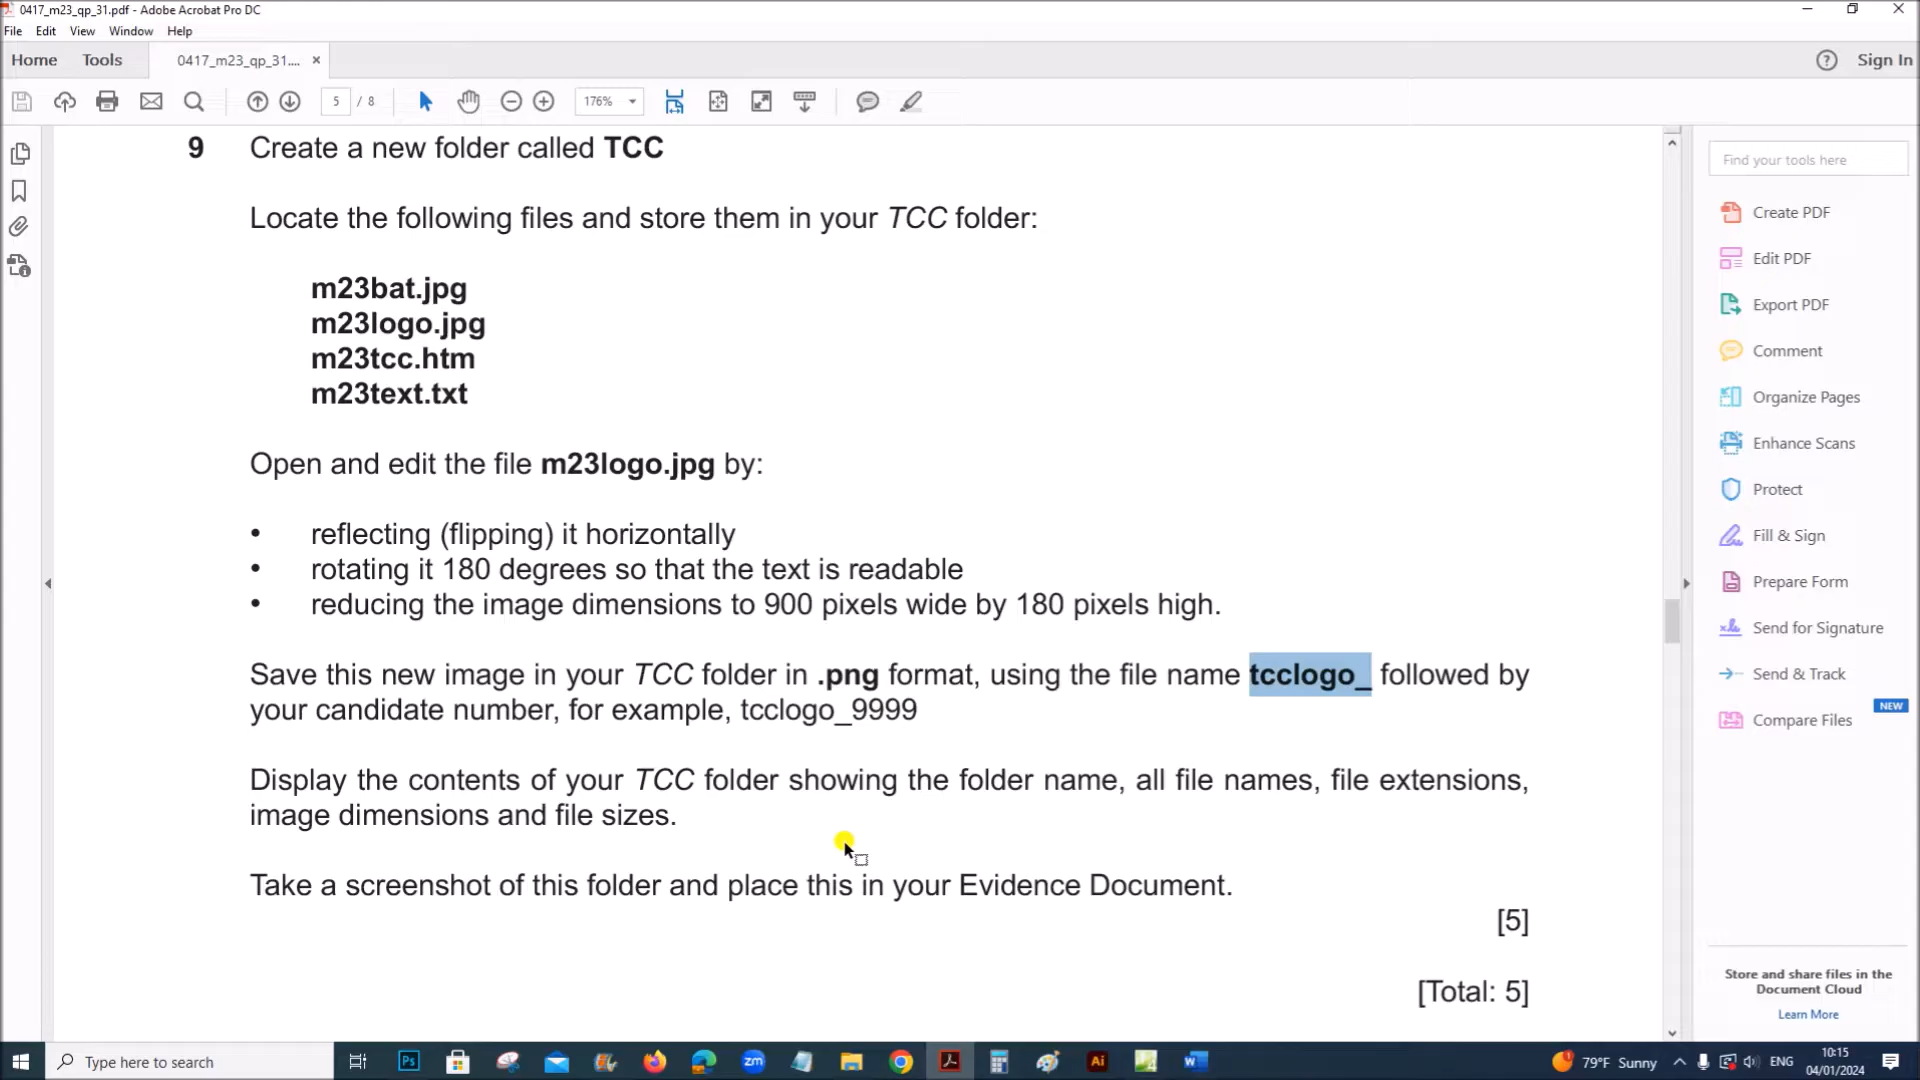 0417_m23_qp_31.pdf - Adobe Acrobat Pro DC
File Edit View Window Help
Home Tools 0417_m23_qp_31.... × Sign In
5 / 8 176%
9 Create a new folder called TCC
Locate the following files and store them in your TCC folder:
m23bat.jpg
m23logo.jpg
m23tcc.htm
m23text.txt
Open and edit the file m23logo.jpg by:
• reflecting (flipping) it horizontally
• rotating it 180 degrees so that the text is readable
• reducing the image dimensions to 900 pixels wide by 180 pixels high.
Save this new image in your TCC folder in .png format, using the file name tcclogo_ followed by
your candidate number, for example, tcclogo_9999
Display the contents of your TCC folder showing the folder name, all file names, file extensions,
image dimensions and file sizes.
Take a screenshot of this folder and place this in your Evidence Document.
[5]
[Total: 5]
Find your tools here
Create PDF
Edit PDF
Export PDF
Comment
Organize Pages
Enhance Scans
Protect
Fill & Sign
Prepare Form
Send for Signature
Send & Track
NEW
Compare Files
Store and share files in the
Document Cloud
Learn More
Type here to search
Ps
zm
Ai
W
79°F Sunny
ENG
10:15
04/01/2024